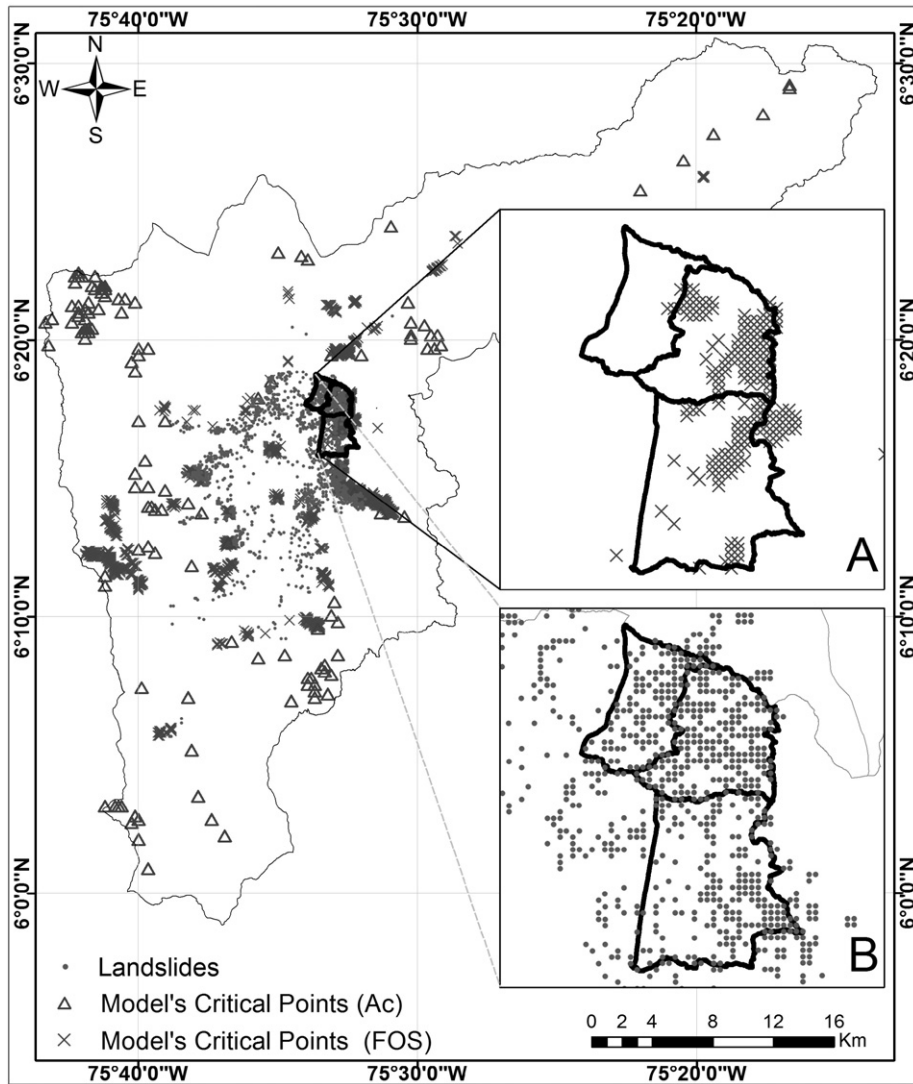 75°40'0"W 75°30'0"W 75°20'0"W
6°30'0"N 6°30'0"N
N
W E
S
6°20'0"N 6°20'0"N
A
6°10'0"N 6°10'0"N
6°0'0"N 6°0'0"N
B
Landslides
Model's Critical Points (Ac)
Model's Critical Points (FOS)
0 2 4 8 12 16
Km
75°40'0"W 75°30'0"W 75°20'0"W